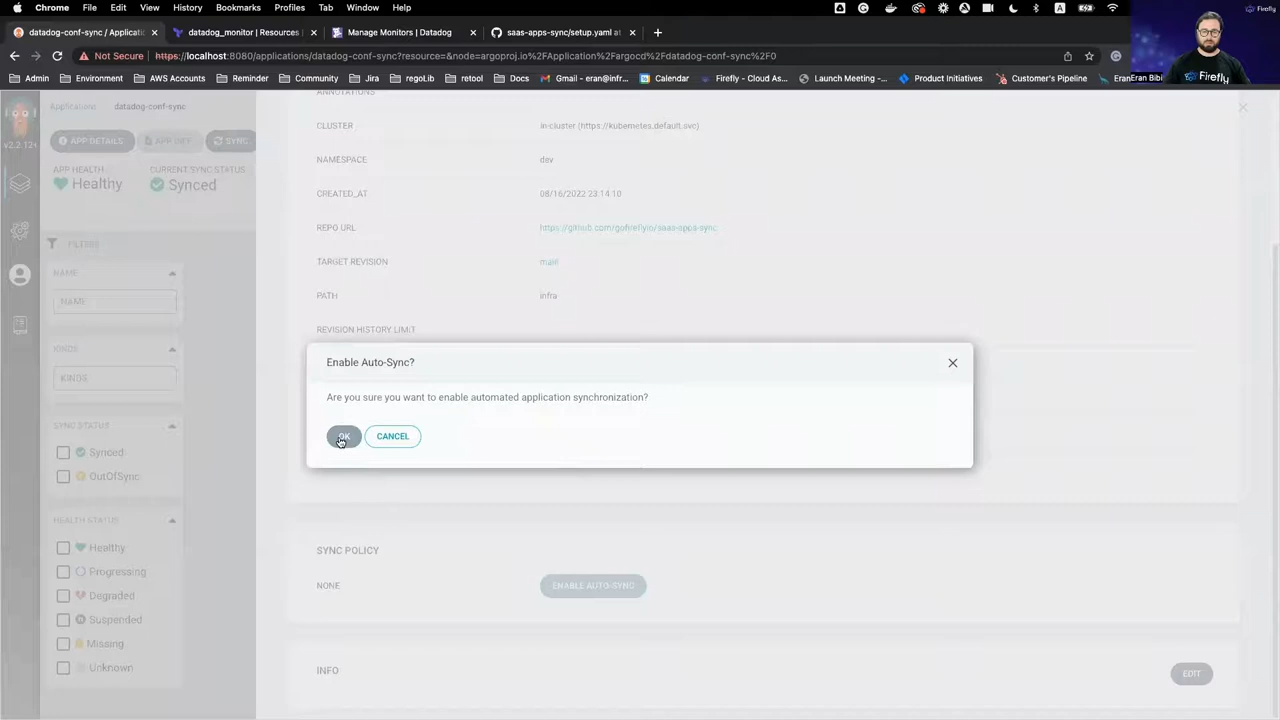 Chrome File Edit View History Bookmarks Profiles Tab Window Help
Firefly
datadog-conf-sync / Applicati
datadog_monitor | Resources |
Manage Monitors | Datadog
saas-apps-sync/setup.yaml at
Not Secure https://localhost:8080/applications/datadog-conf-sync?resource=&node=argoproj.io%2FApplication%2Fargocd%2Fdatadog-conf-sync%2F0
Admin Environment AWS Accounts Running Community Jira regoLib retool Docs Gmail - eran@infra... Calendar Firefly - Cloud As... Launch Meeting -... Product Initiatives Customer's Pipeline EranEran Bibi
Firefly
Applications datadog-conf-sync
v2.2.12+
APP DETAILS APP DIFF SYNC
APP HEALTH CURRENT SYNC STATUS
Healthy Synced
FILTERS
NAME
NAME
KINDS
KINDS
SYNC STATUS
Synced
OutOfSync
HEALTH STATUS
Healthy
Progressing
Degraded
Suspended
Missing
Unknown
ANNOTATIONS
CLUSTER in-cluster (https://kubernetes.default.svc)
NAMESPACE dev
CREATED_AT 08/16/2022 23:14:10
REPO URL https://github.com/gofireflyio/saas-apps-sync
TARGET REVISION main
PATH infra
REVISION HISTORY LIMIT
Enable Auto-Sync?
Are you sure you want to enable automated application synchronization?
OK CANCEL
SYNC POLICY
NONE ENABLE AUTO-SYNC
INFO
EDIT